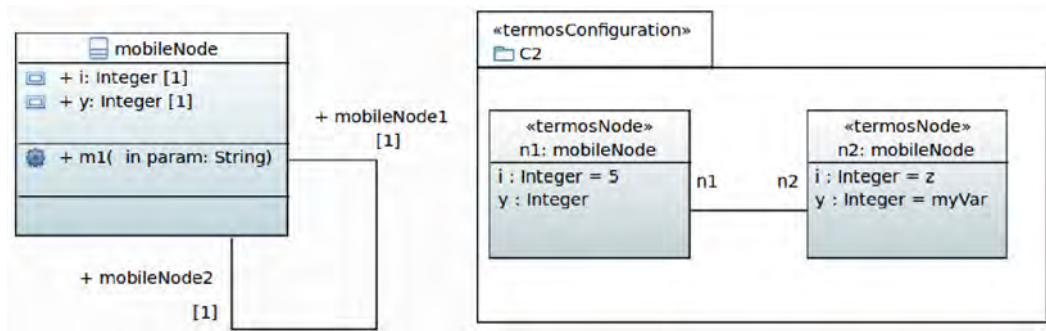 mobileNode
+ i: Integer [1]
+ y: Integer [1]
+ m1( in param: String)
+ mobileNode1
[1]
+ mobileNode2
[1]
«termosConfiguration»
C2
«termosNode»
n1: mobileNode
i : Integer = 5
y : Integer
n1
n2
«termosNode»
n2: mobileNode
i : Integer = z
y : Integer = myVar